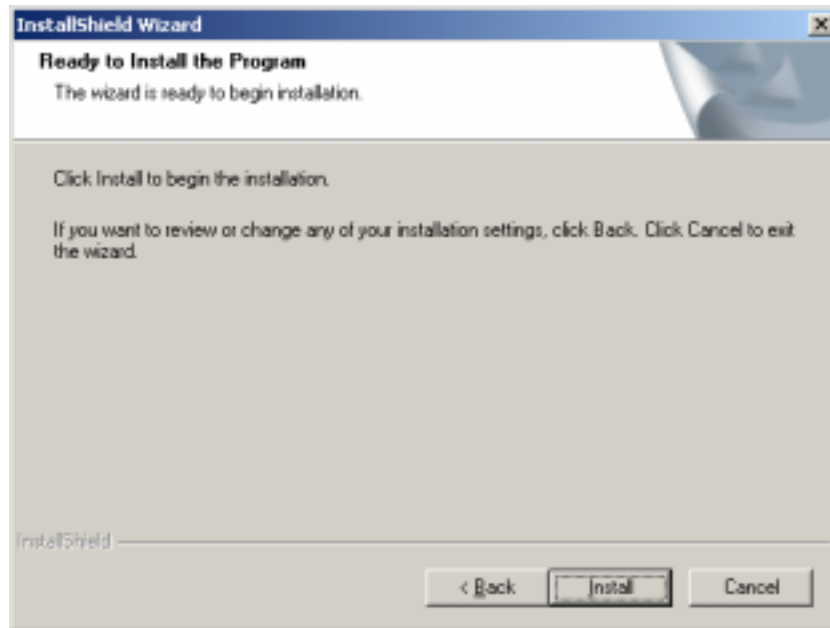 InstallShield Wizard
Ready to Install the Program
The wizard is ready to begin installation.
Click Install to begin the installation.
If you want to review or change any of your installation settings, click Back. Click Cancel to exit
the wizard.
InstallShield
< Back
Install
Cancel